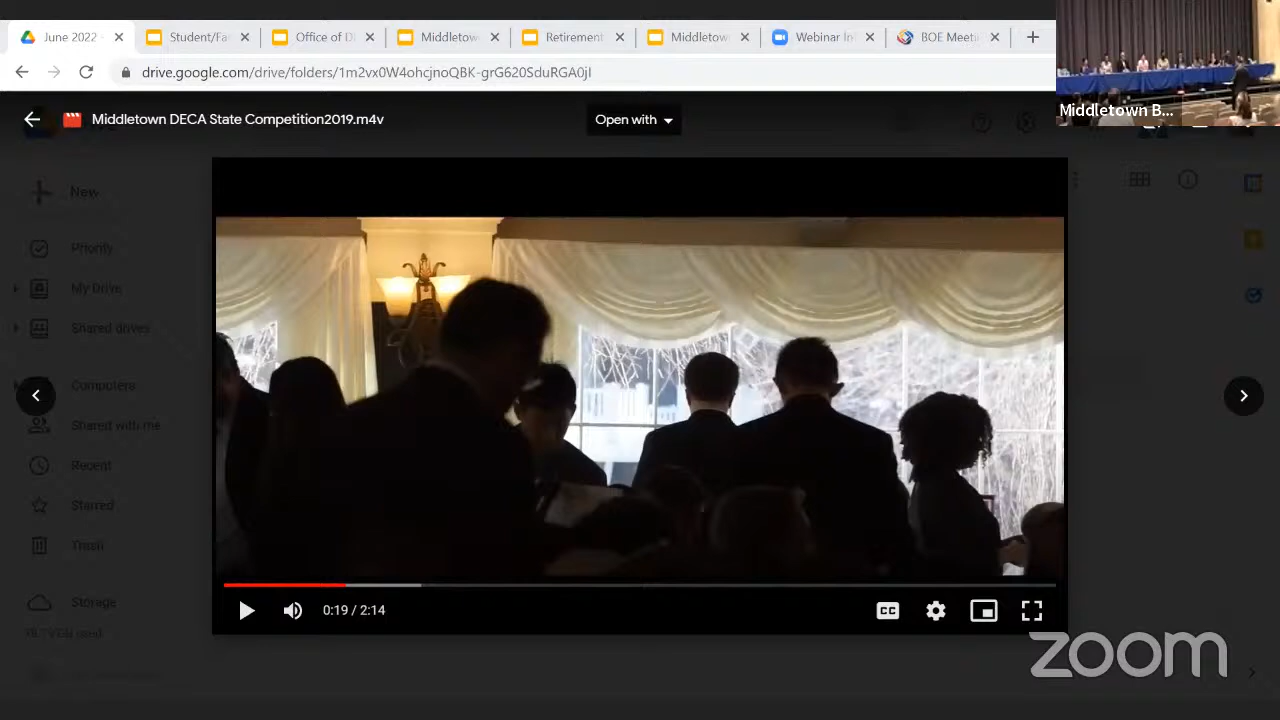 June 2022 -
Student/Fa
Office of D
Middletow
Retirement
Middletow
Webinar In
BOE Meeti
drive.google.com/drive/folders/1m2vx0W4ohcjnoQBK-grG620SduRGA0jI
Middletown B...
Middletown DECA State Competition2019.m4v
Open with
New
Priority
My Drive
Shared drives
Computers
Shared with me
Recent
Starred
Trash
Storage
used
0:19 / 2:14
CC
zoom